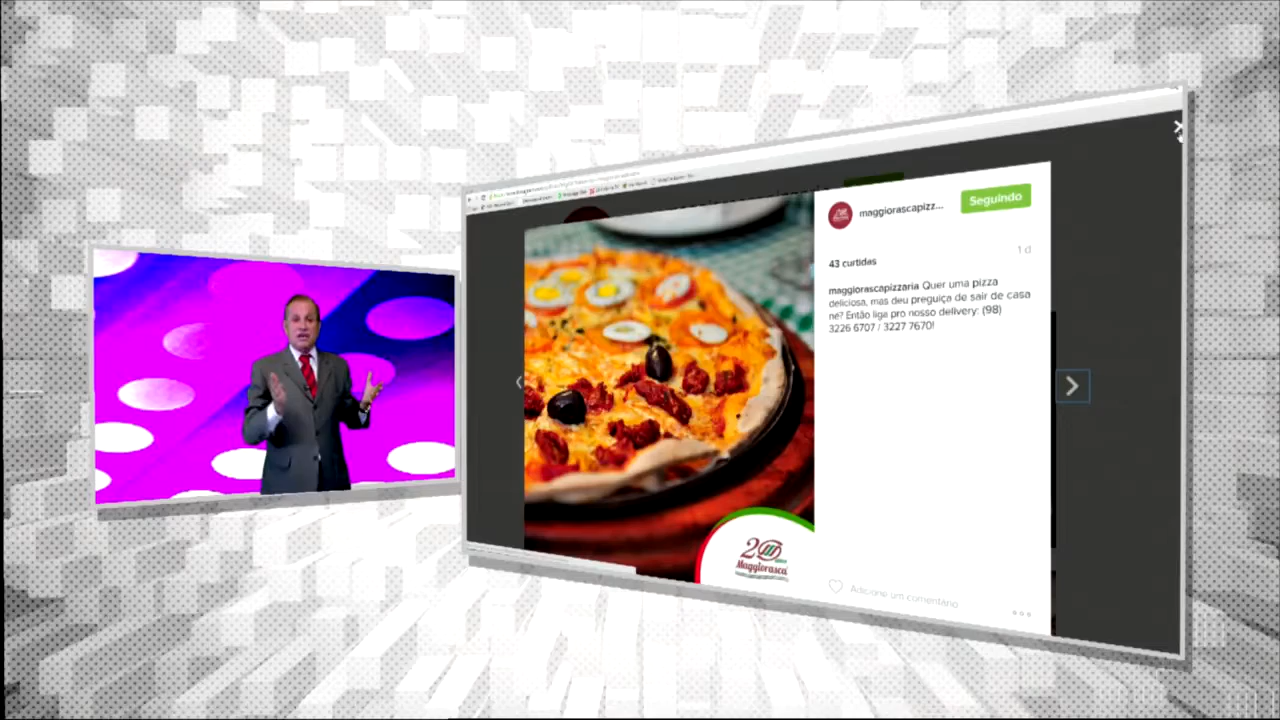 maggiorascapizz...
Seguindo
1 d
43 curtidas
maggiorascapizzaria Quer uma pizza
deliciosa, mas deu preguiça de sair de casa
né? Então liga pro nosso delivery: (98)
3226 6707 / 3227 7670!
20
Maggiorasca
Adicione um comentário